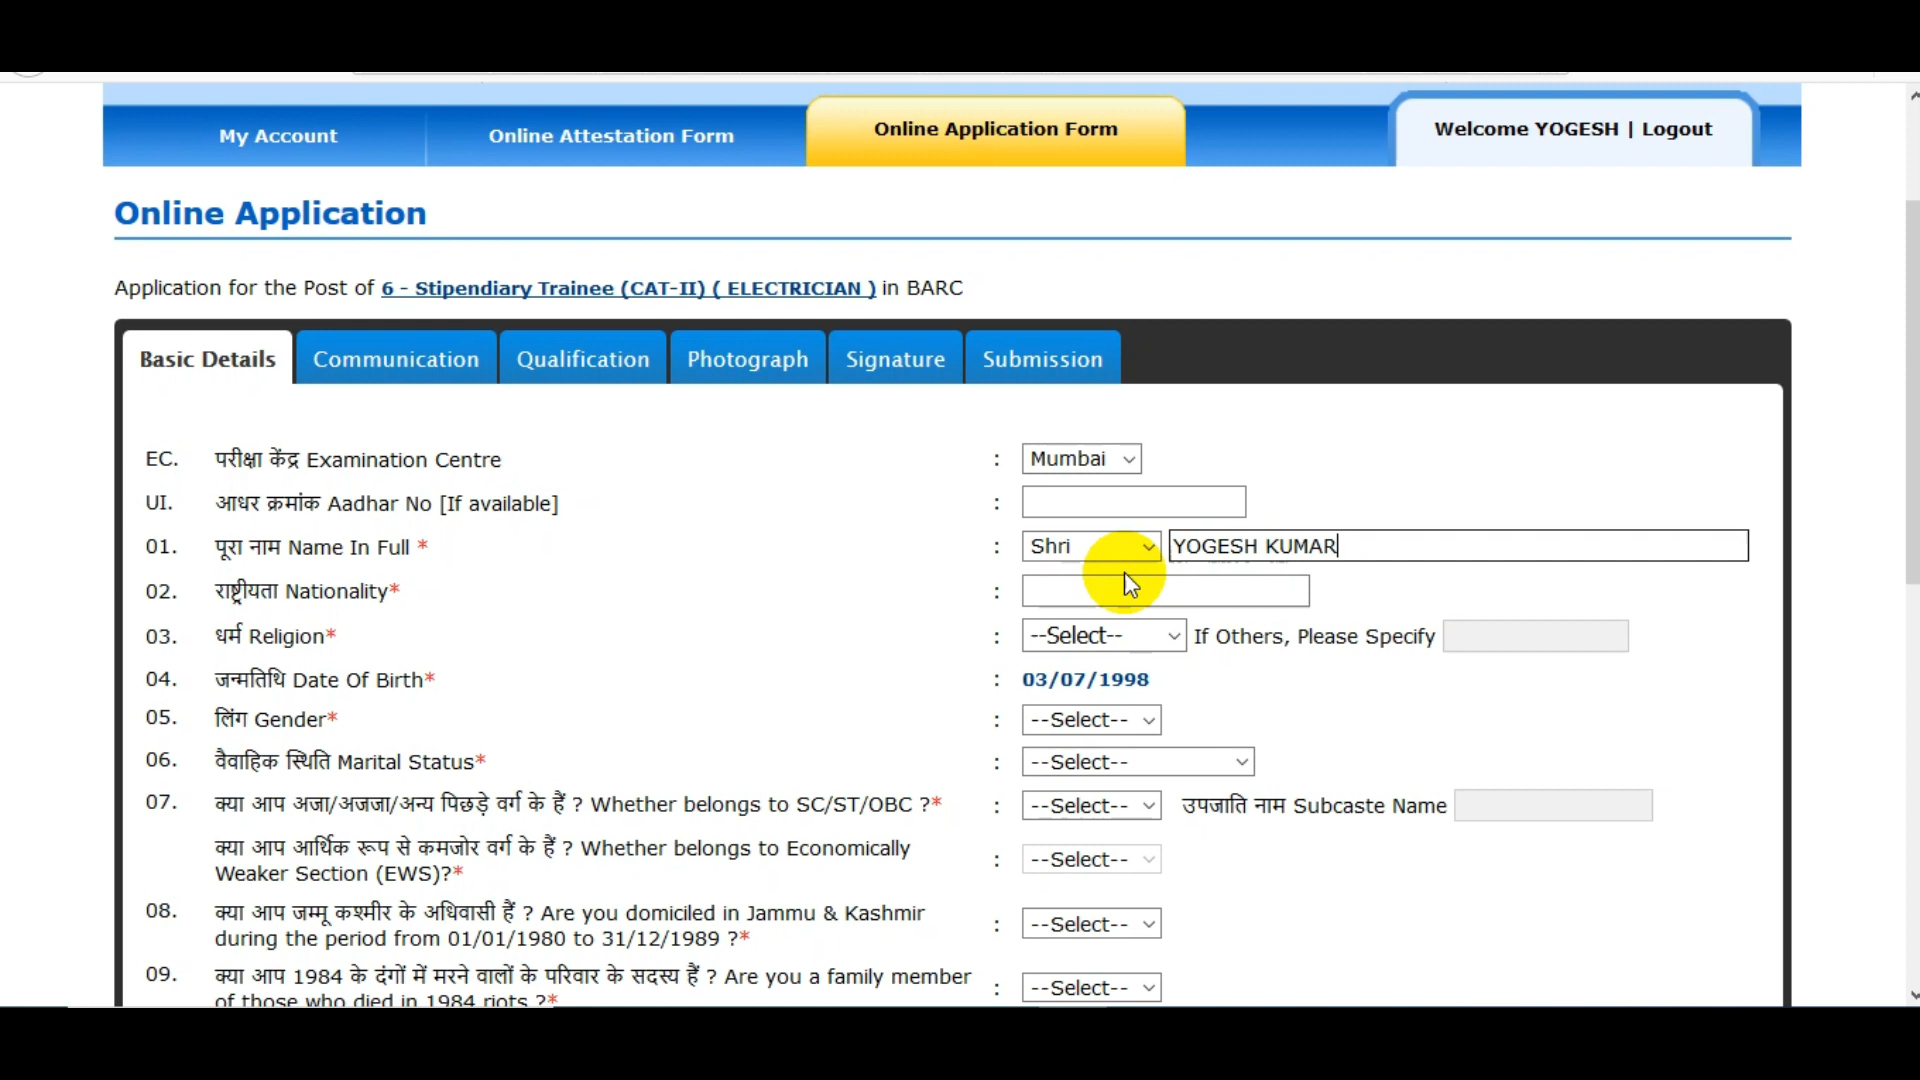 My Account Online Attestation Form Online Application Form Welcome YOGESH | Logout
Online Application
Application for the Post of 6 - Stipendiary Trainee (CAT-II) ( ELECTRICIAN ) in BARC
Basic Details Communication Qualification Photograph Signature Submission
EC. परीक्षा केंद्र Examination Centre : Mumbai
UI. आधर क्रमांक Aadhar No [If available] :
01. पूरा नाम Name In Full * : Shri YOGESH KUMAR
02. राष्ट्रीयता Nationality* :
03. धर्म Religion* : --Select-- If Others, Please Specify
04. जन्मतिथि Date Of Birth* : 03/07/1998
05. लिंग Gender* : --Select--
06. वैवाहिक स्थिति Marital Status* : --Select--
07. क्या आप अजा/अजजा/अन्य पिछड़े वर्ग के हैं ? Whether belongs to SC/ST/OBC ?* : --Select-- उपजाति नाम Subcaste Name
क्या आप आर्थिक रूप से कमजोर वर्ग के हैं ? Whether belongs to Economically
Weaker Section (EWS)?* : --Select--
08. क्या आप जम्मू कश्मीर के अधिवासी हैं ? Are you domiciled in Jammu & Kashmir
during the period from 01/01/1980 to 31/12/1989 ?* : --Select--
09. क्या आप 1984 के दंगों में मरने वालों के परिवार के सदस्य हैं ? Are you a family member
of those who died in 1984 riots ?* : --Select--